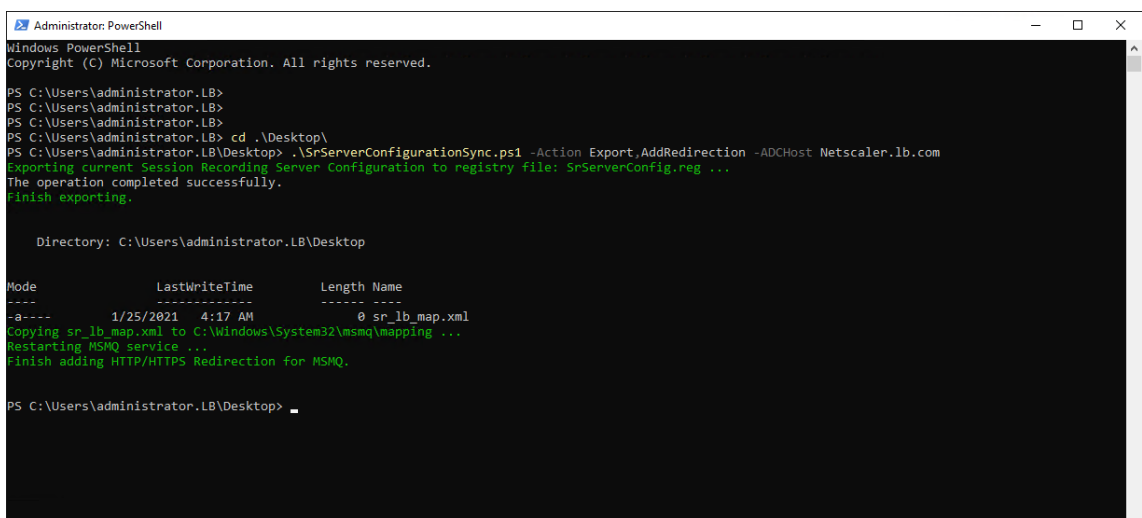 Administrator: PowerShell
Windows PowerShell
Copyright (C) Microsoft Corporation. All rights reserved.
PS C:\Users\administrator.LB>
PS C:\Users\administrator.LB>
PS C:\Users\administrator.LB>
PS C:\Users\administrator.LB> cd .\Desktop\
PS C:\Users\administrator.LB\Desktop> .\SrServerConfigurationSync.ps1 -Action Export,AddRedirection -ADCHost Netscaler.lb.com
Exporting current Session Recording Server Configuration to registry file: SrServerConfig.reg ...
The operation completed successfully.
Finish exporting.
Directory: C:\Users\administrator.LB\Desktop
Mode LastWriteTime Length Name
---- ------------- ------ ----
-a---- 1/25/2021 4:17 AM 0 sr_lb_map.xml
Copying sr_lb_map.xml to C:\Windows\System32\msmq\mapping ...
Restarting MSMQ service ...
Finish adding HTTP/HTTPS Redirection for MSMQ.
PS C:\Users\administrator.LB\Desktop>